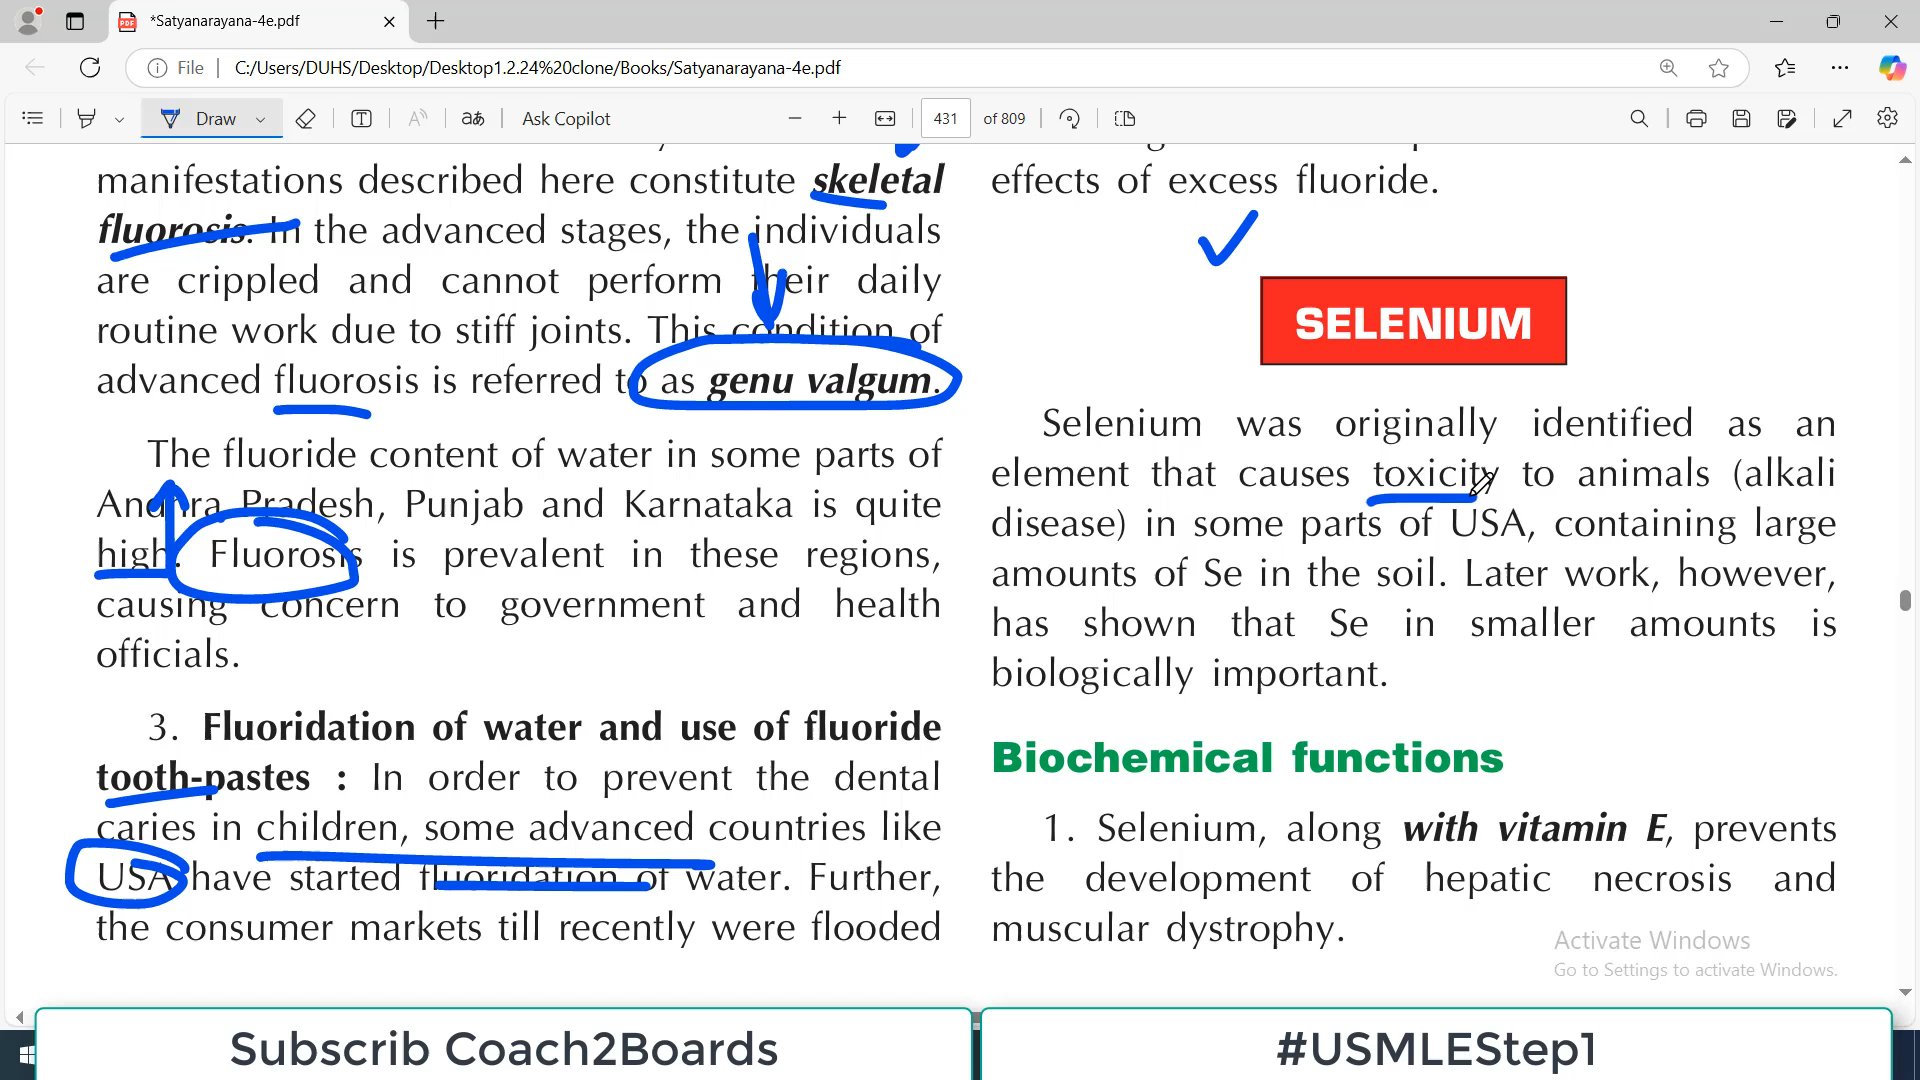 *Satyanarayana-4e.pdf
File
C:/Users/DUHS/Desktop/Desktop1.2.24%20clone/Books/Satyanarayana-4e.pdf
Draw
Ask Copilot
431 of 809
manifestations described here constitute skeletal
fluorosis. In the advanced stages, the individuals
are crippled and cannot perform their daily
routine work due to stiff joints. This condition of
advanced fluorosis is referred to as genu valgum.
The fluoride content of water in some parts of
Andhra Pradesh, Punjab and Karnataka is quite
high. Fluorosis is prevalent in these regions,
causing concern to government and health
officials.
3. Fluoridation of water and use of fluoride
tooth-pastes : In order to prevent the dental
caries in children, some advanced countries like
USA have started fluoridation of water. Further,
the consumer markets till recently were flooded
effects of excess fluoride.
SELENIUM
Selenium was originally identified as an
element that causes toxicity to animals (alkali
disease) in some parts of USA, containing large
amounts of Se in the soil. Later work, however,
has shown that Se in smaller amounts is
biologically important.
Biochemical functions
1. Selenium, along with vitamin E, prevents
the development of hepatic necrosis and
muscular dystrophy.
Activate Windows
Go to Settings to activate Windows.
Subscrib Coach2Boards
#USMLEStep1